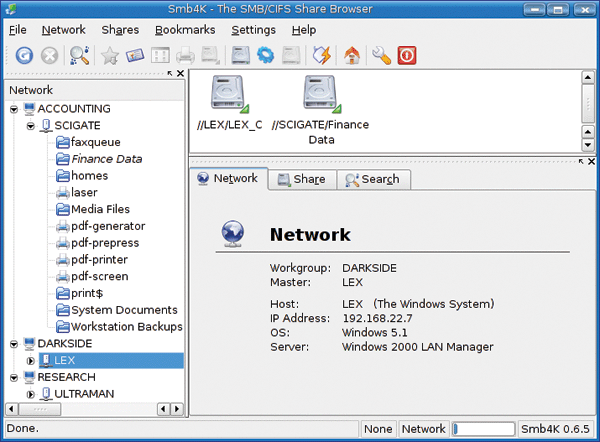 Smb4K - The SMB/CIFS Share Browser
File Network Shares Bookmarks Settings Help
Network
ACCOUNTING
SCIGATE
faxqueue
Finance Data
homes
laser
Media Files
pdf-generator
pdf-prepress
pdf-printer
pdf-screen
print$
System Documents
Workstation Backups
DARKSIDE
LEX
RESEARCH
ULTRAMAN
//LEX/LEX_C //SCIGATE/Finance
Data
Network Share Search
Network
Workgroup: DARKSIDE
Master: LEX
Host: LEX (The Windows System)
IP Address: 192.168.22.7
OS: Windows 5.1
Server: Windows 2000 LAN Manager
Done. None Network Smb4K 0.6.5